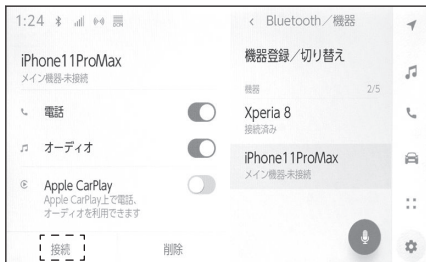 1:24
iPhone11ProMax
メイン機器-未接続
電話
オーディオ
Apple CarPlay
Apple CarPlay上で電話、
オーディオを利用できます
接続
削除
Bluetooth／機器
機器登録／切り替え
機器 2/5
Xperia 8
接続済み
iPhone11ProMax
メイン機器-未接続